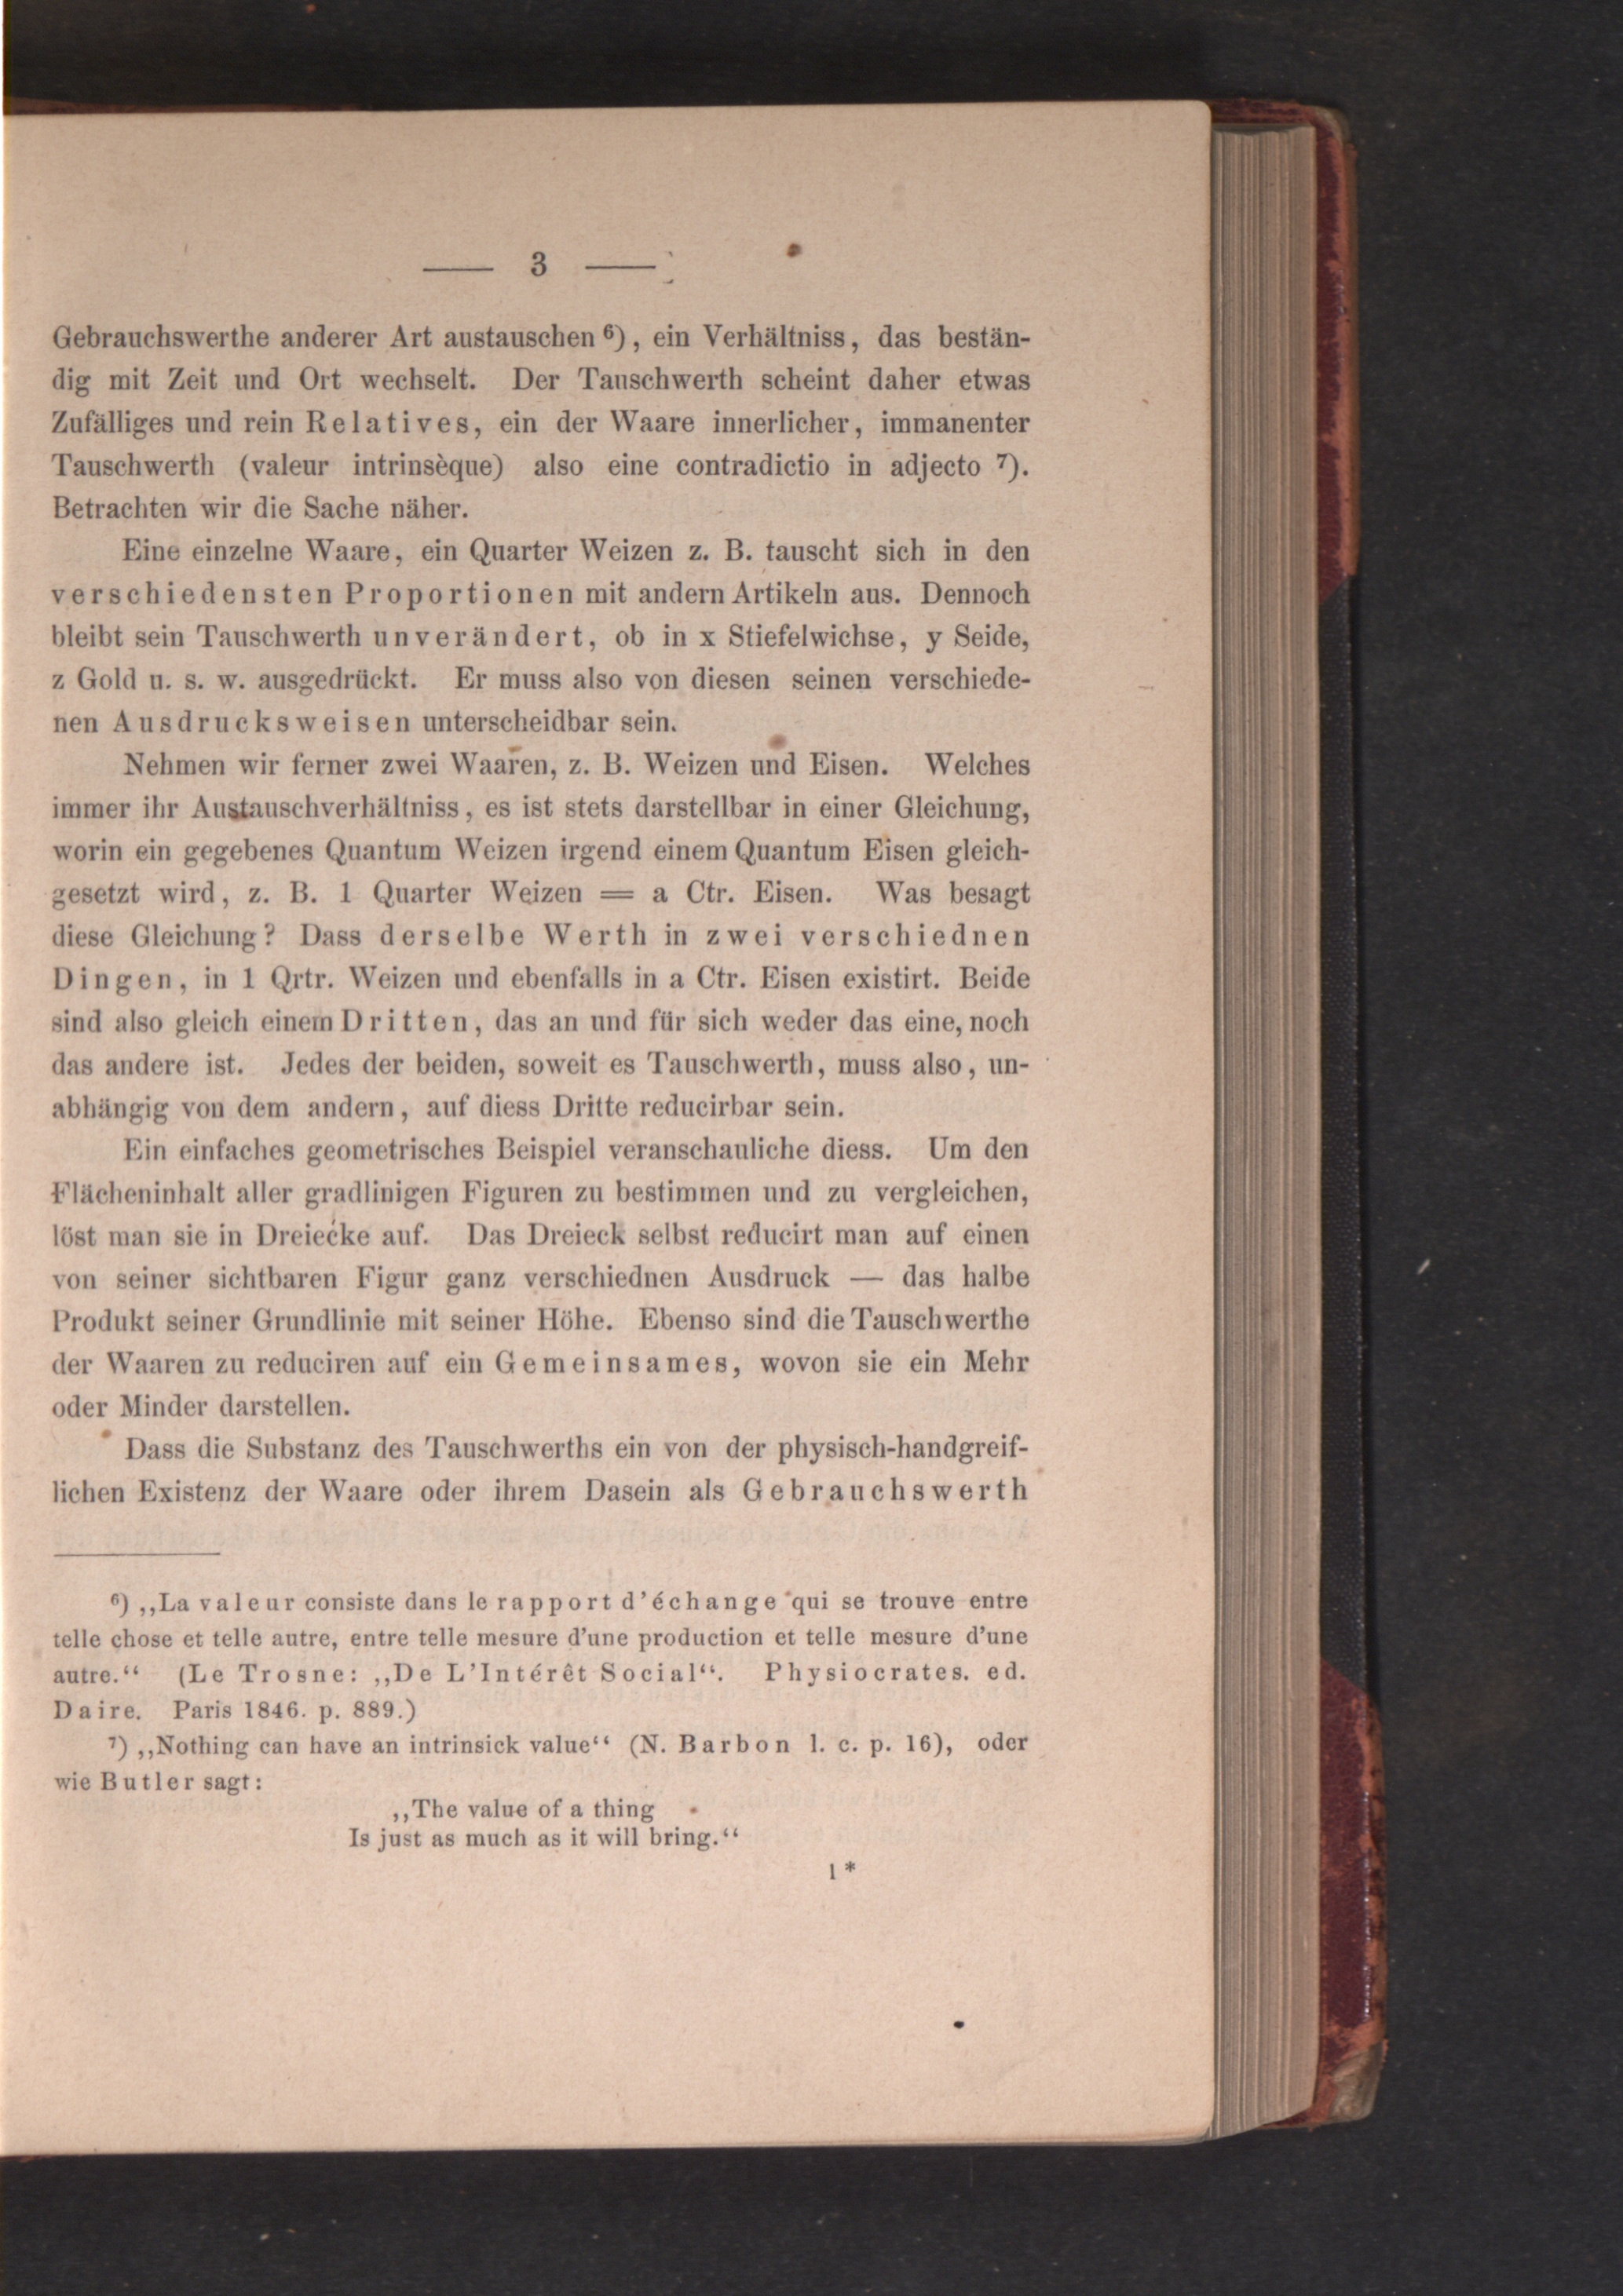 — 3 —
Gebrauchswerthe anderer Art austauschen ⁶), ein Verhältniss, das bestän-
dig mit Zeit und Ort wechselt. Der Tauschwerth scheint daher etwas
Zufälliges und rein Relatives, ein der Waare innerlicher, immanenter
Tauschwerth (valeur intrinsèque) also eine contradictio in adjecto ⁷).
Betrachten wir die Sache näher.
Eine einzelne Waare, ein Quarter Weizen z. B. tauscht sich in den
verschiedensten Proportionen mit andern Artikeln aus. Dennoch
bleibt sein Tauschwerth unverändert, ob in x Stiefelwichse, y Seide,
z Gold u. s. w. ausgedrückt. Er muss also von diesen seinen verschiede-
nen Ausdrucksweisen unterscheidbar sein.
Nehmen wir ferner zwei Waaren, z. B. Weizen und Eisen. Welches
immer ihr Austauschverhältniss, es ist stets darstellbar in einer Gleichung,
worin ein gegebenes Quantum Weizen irgend einem Quantum Eisen gleich-
gesetzt wird, z. B. 1 Quarter Weizen = a Ctr. Eisen. Was besagt
diese Gleichung? Dass derselbe Werth in zwei verschiednen
Dingen, in 1 Qrtr. Weizen und ebenfalls in a Ctr. Eisen existirt. Beide
sind also gleich einem Dritten, das an und für sich weder das eine, noch
das andere ist. Jedes der beiden, soweit es Tauschwerth, muss also, un-
abhängig von dem andern, auf diess Dritte reducirbar sein.
Ein einfaches geometrisches Beispiel veranschauliche diess. Um den
Flächeninhalt aller gradlinigen Figuren zu bestimmen und zu vergleichen,
löst man sie in Dreiecke auf. Das Dreieck selbst reducirt man auf einen
von seiner sichtbaren Figur ganz verschiednen Ausdruck — das halbe
Produkt seiner Grundlinie mit seiner Höhe. Ebenso sind die Tauschwerthe
der Waaren zu reduciren auf ein Gemeinsames, wovon sie ein Mehr
oder Minder darstellen.
Dass die Substanz des Tauschwerths ein von der physisch-handgreif-
lichen Existenz der Waare oder ihrem Dasein als Gebrauchswerth
⁶) ,,La valeur consiste dans le rapport d'échange qui se trouve entre
telle chose et telle autre, entre telle mesure d'une production et telle mesure d'une
autre.“ (Le Trosne: ,,De L'Intérêt Social“. Physiocrates. ed.
Daire. Paris 1846. p. 889.)
⁷) ,,Nothing can have an intrinsick value“ (N. Barbon l. c. p. 16), oder
wie Butler sagt:
,,The value of a thing
Is just as much as it will bring.“
1*